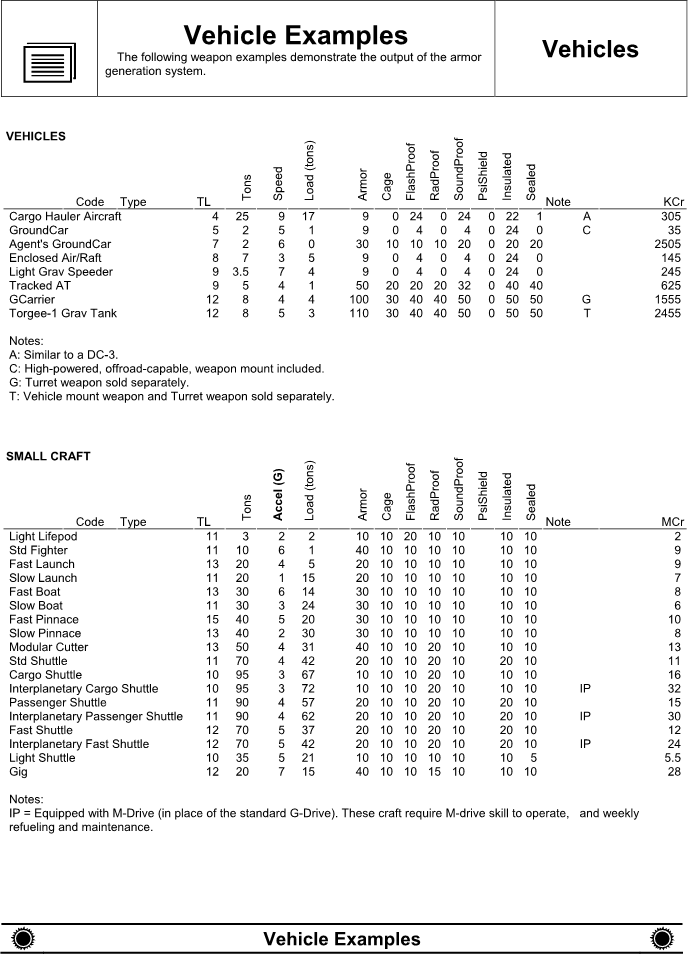 Vehicle Examples
The following weapon examples demonstrate the output of the armor
generation system.
Vehicles
VEHICLES
Code Type TL Tons Speed Load (tons) Armor Cage FlashProof RadProof SoundProof PsiShield Insulated Sealed Note KCr
Cargo Hauler Aircraft 4 25 9 17 9 0 24 0 24 0 22 1 A 305
GroundCar 5 2 5 1 9 0 4 0 4 0 24 0 C 35
Agent's GroundCar 7 2 6 0 30 10 10 10 20 0 20 20 2505
Enclosed Air/Raft 8 7 3 5 9 0 4 0 4 0 24 0 145
Light Grav Speeder 9 3.5 7 4 9 0 4 0 4 0 24 0 245
Tracked AT 9 5 4 1 50 20 20 20 32 0 40 40 625
GCarrier 12 8 4 4 100 30 40 40 50 0 50 50 G 1555
Torgee-1 Grav Tank 12 8 5 3 110 30 40 40 50 0 50 50 T 2455
Notes:
A: Similar to a DC-3.
C: High-powered, offroad-capable, weapon mount included.
G: Turret weapon sold separately.
T: Vehicle mount weapon and Turret weapon sold separately.
SMALL CRAFT
Code Type TL Tons Accel (G) Load (tons) Armor Cage FlashProof RadProof SoundProof PsiShield Insulated Sealed Note MCr
Light Lifepod 11 3 2 2 10 10 20 10 10 10 10 2
Std Fighter 11 10 6 1 40 10 10 10 10 10 10 9
Fast Launch 13 20 4 5 20 10 10 10 10 10 10 9
Slow Launch 11 20 1 15 20 10 10 10 10 10 10 7
Fast Boat 13 30 6 14 30 10 10 10 10 10 10 8
Slow Boat 11 30 3 24 30 10 10 10 10 10 10 6
Fast Pinnace 15 40 5 20 30 10 10 10 10 10 10 10
Slow Pinnace 13 40 2 30 30 10 10 10 10 10 10 8
Modular Cutter 13 50 4 31 40 10 10 20 10 10 10 13
Std Shuttle 11 70 4 42 20 10 10 20 10 20 10 11
Cargo Shuttle 10 95 3 67 10 10 10 20 10 10 10 16
Interplanetary Cargo Shuttle 10 95 3 72 10 10 10 20 10 10 10 IP 32
Passenger Shuttle 11 90 4 57 20 10 10 20 10 20 10 15
Interplanetary Passenger Shuttle 11 90 4 62 20 10 10 20 10 20 10 IP 30
Fast Shuttle 12 70 5 37 20 10 10 20 10 20 10 12
Interplanetary Fast Shuttle 12 70 5 42 20 10 10 20 10 20 10 IP 24
Light Shuttle 10 35 5 21 10 10 10 10 10 10 5 5.5
Gig 12 20 7 15 40 10 10 15 10 10 10 28
Notes:
IP = Equipped with M-Drive (in place of the standard G-Drive). These craft require M-drive skill to operate, and weekly
refueling and maintenance.
Vehicle Examples